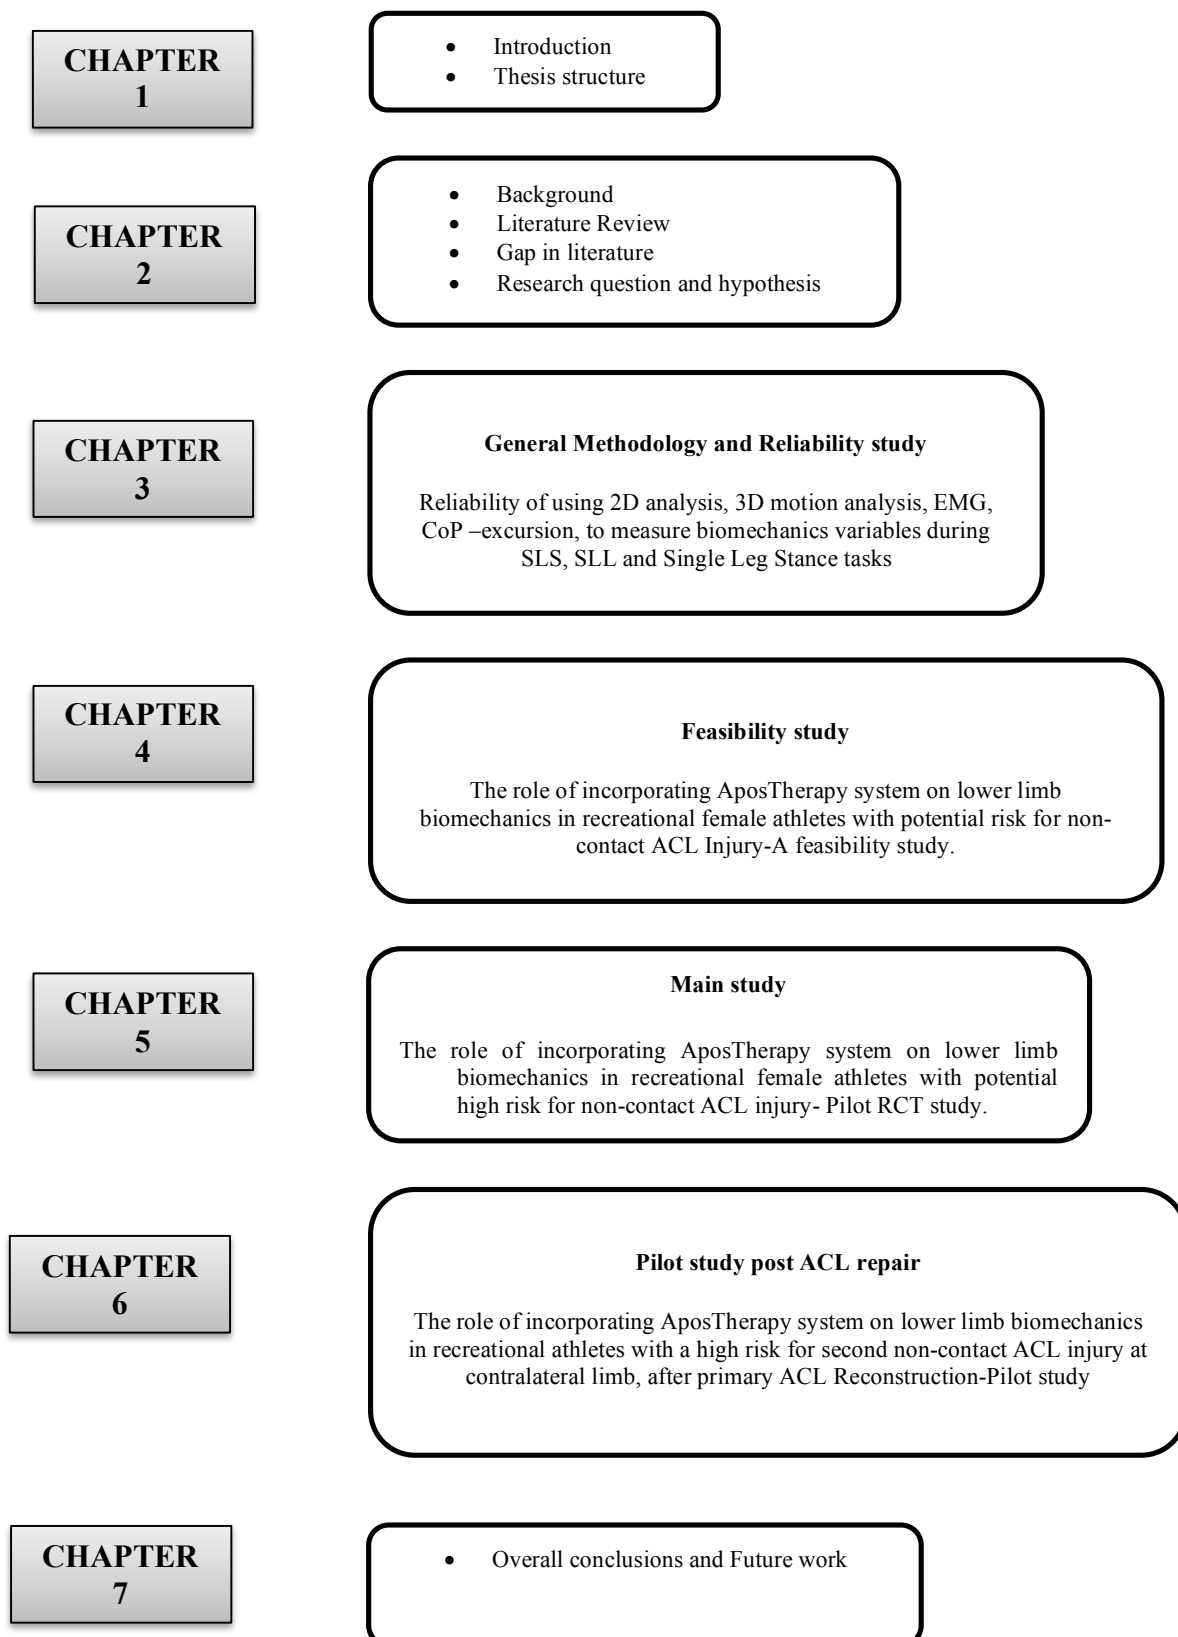 CHAPTER
1
• Introduction
• Thesis structure
CHAPTER
2
• Background
• Literature Review
• Gap in literature
• Research question and hypothesis
CHAPTER
3
General Methodology and Reliability study
Reliability of using 2D analysis, 3D motion analysis, EMG,
CoP –excursion, to measure biomechanics variables during
SLS, SLL and Single Leg Stance tasks
CHAPTER
4
Feasibility study
The role of incorporating AposTherapy system on lower limb
biomechanics in recreational female athletes with potential risk for non-
contact ACL Injury-A feasibility study.
CHAPTER
5
Main study
The role of incorporating AposTherapy system on lower limb
biomechanics in recreational female athletes with potential
high risk for non-contact ACL injury- Pilot RCT study.
CHAPTER
6
Pilot study post ACL repair
The role of incorporating AposTherapy system on lower limb biomechanics
in recreational athletes with a high risk for second non-contact ACL injury at
contralateral limb, after primary ACL Reconstruction-Pilot study
CHAPTER
7
• Overall conclusions and Future work